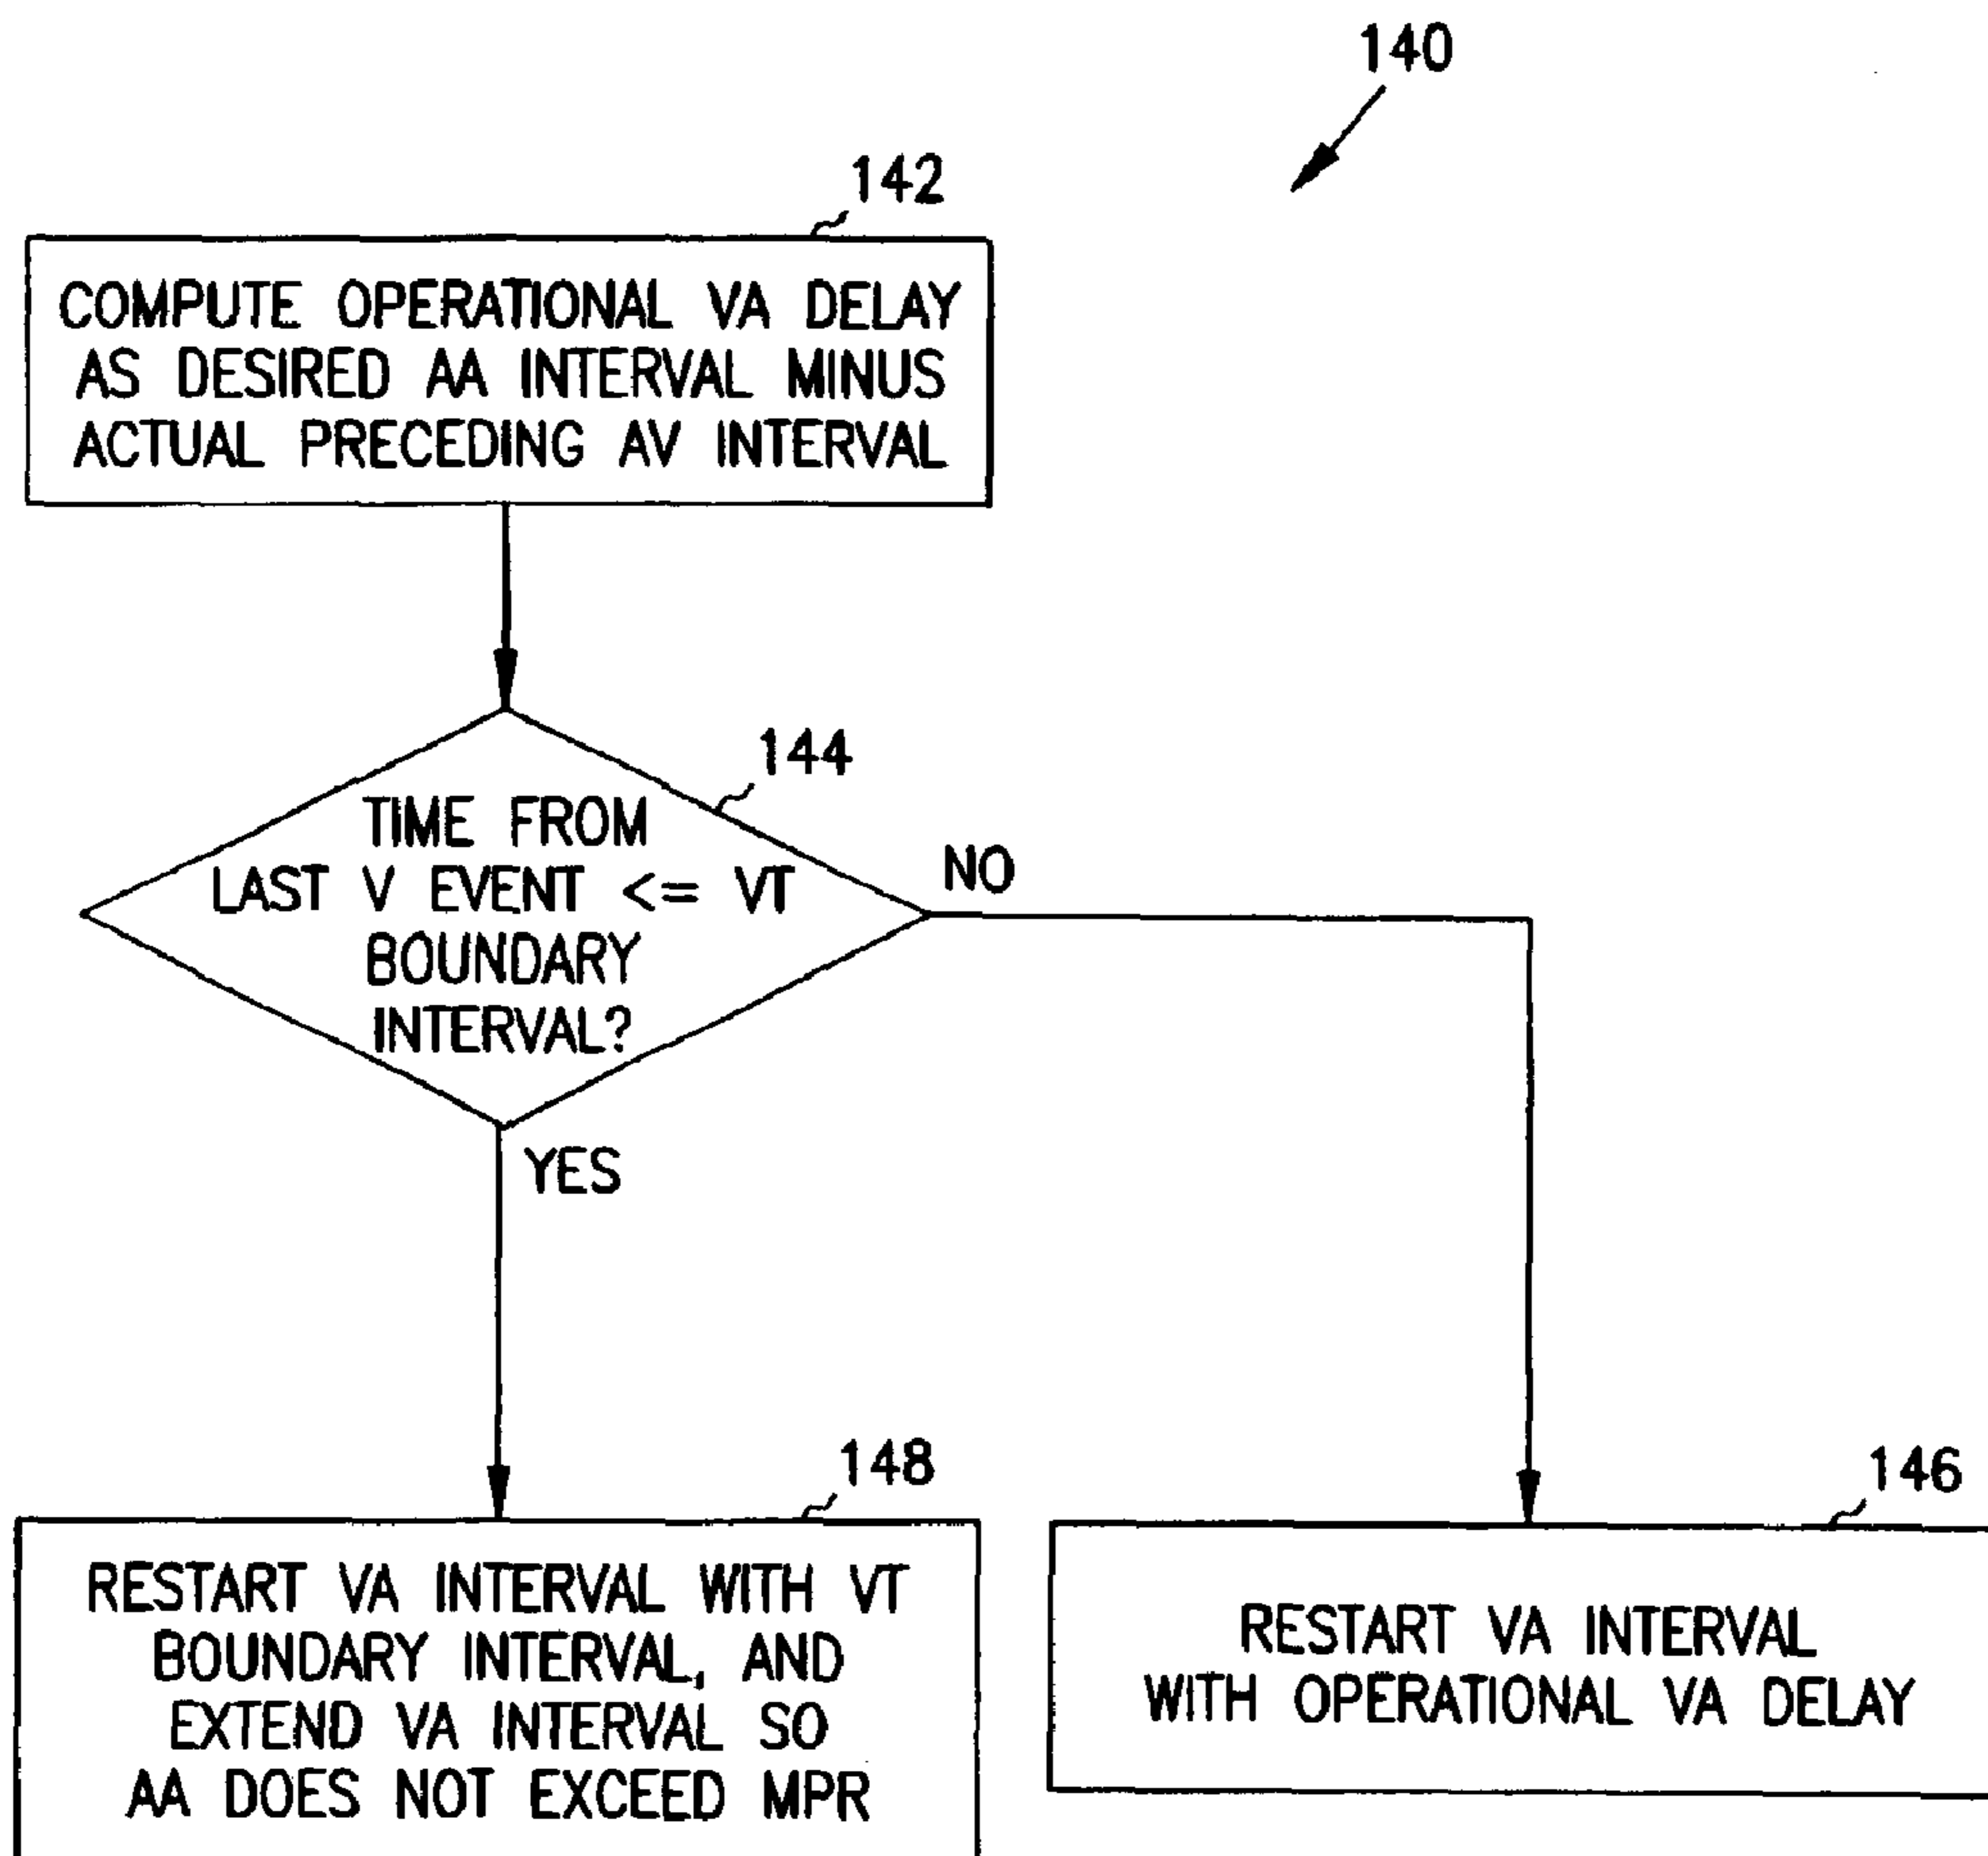 140
142
COMPUTE OPERATIONAL VA DELAY
AS DESIRED AA INTERVAL MINUS
ACTUAL PRECEDING AV INTERVAL
144
TIME FROM
LAST V EVENT <= VT
BOUNDARY
INTERVAL?
NO
YES
148
RESTART VA INTERVAL WITH VT
BOUNDARY INTERVAL, AND
EXTEND VA INTERVAL SO
AA DOES NOT EXCEED MPR
146
RESTART VA INTERVAL
WITH OPERATIONAL VA DELAY